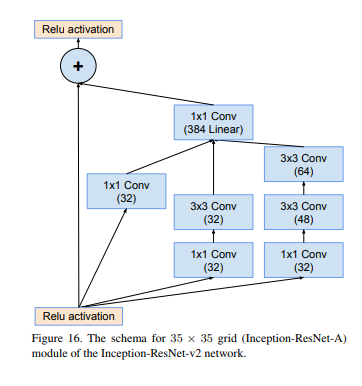 Relu activation
+
1x1 Conv
(384 Linear)
3x3 Conv
(64)
1x1 Conv
(32)
3x3 Conv
(32)
3x3 Conv
(48)
1x1 Conv
(32)
1x1 Conv
(32)
Relu activation
Figure 16. The schema for 35 × 35 grid (Inception-ResNet-A)
module of the Inception-ResNet-v2 network.